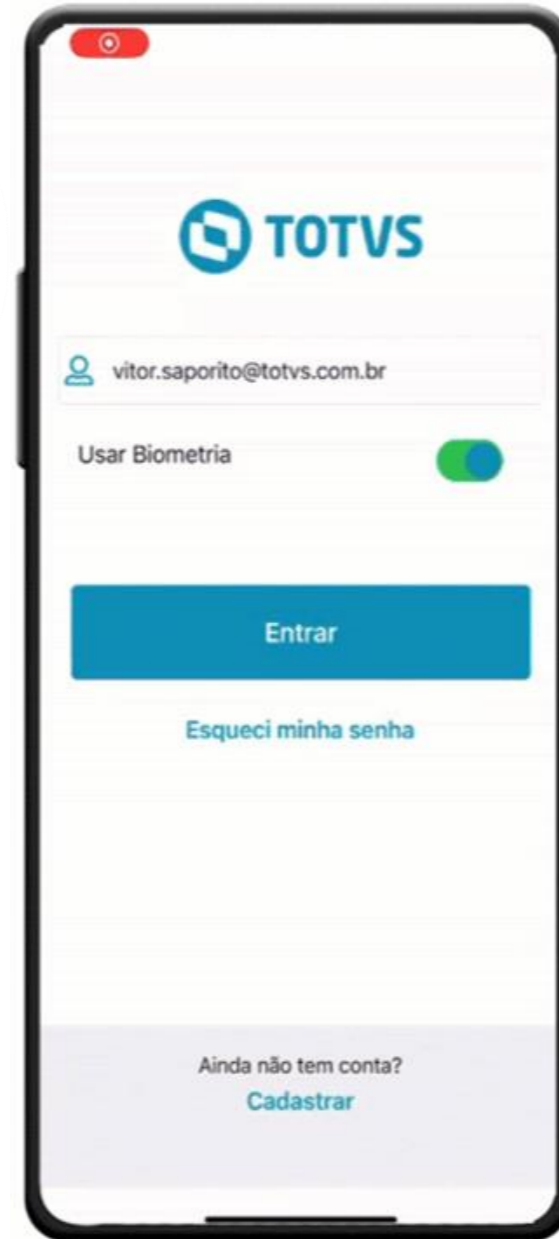 TOTVS
vitor.saporito@totvs.com.br
Usar Biometria
Entrar
Esqueci minha senha
Ainda não tem conta?
Cadastrar